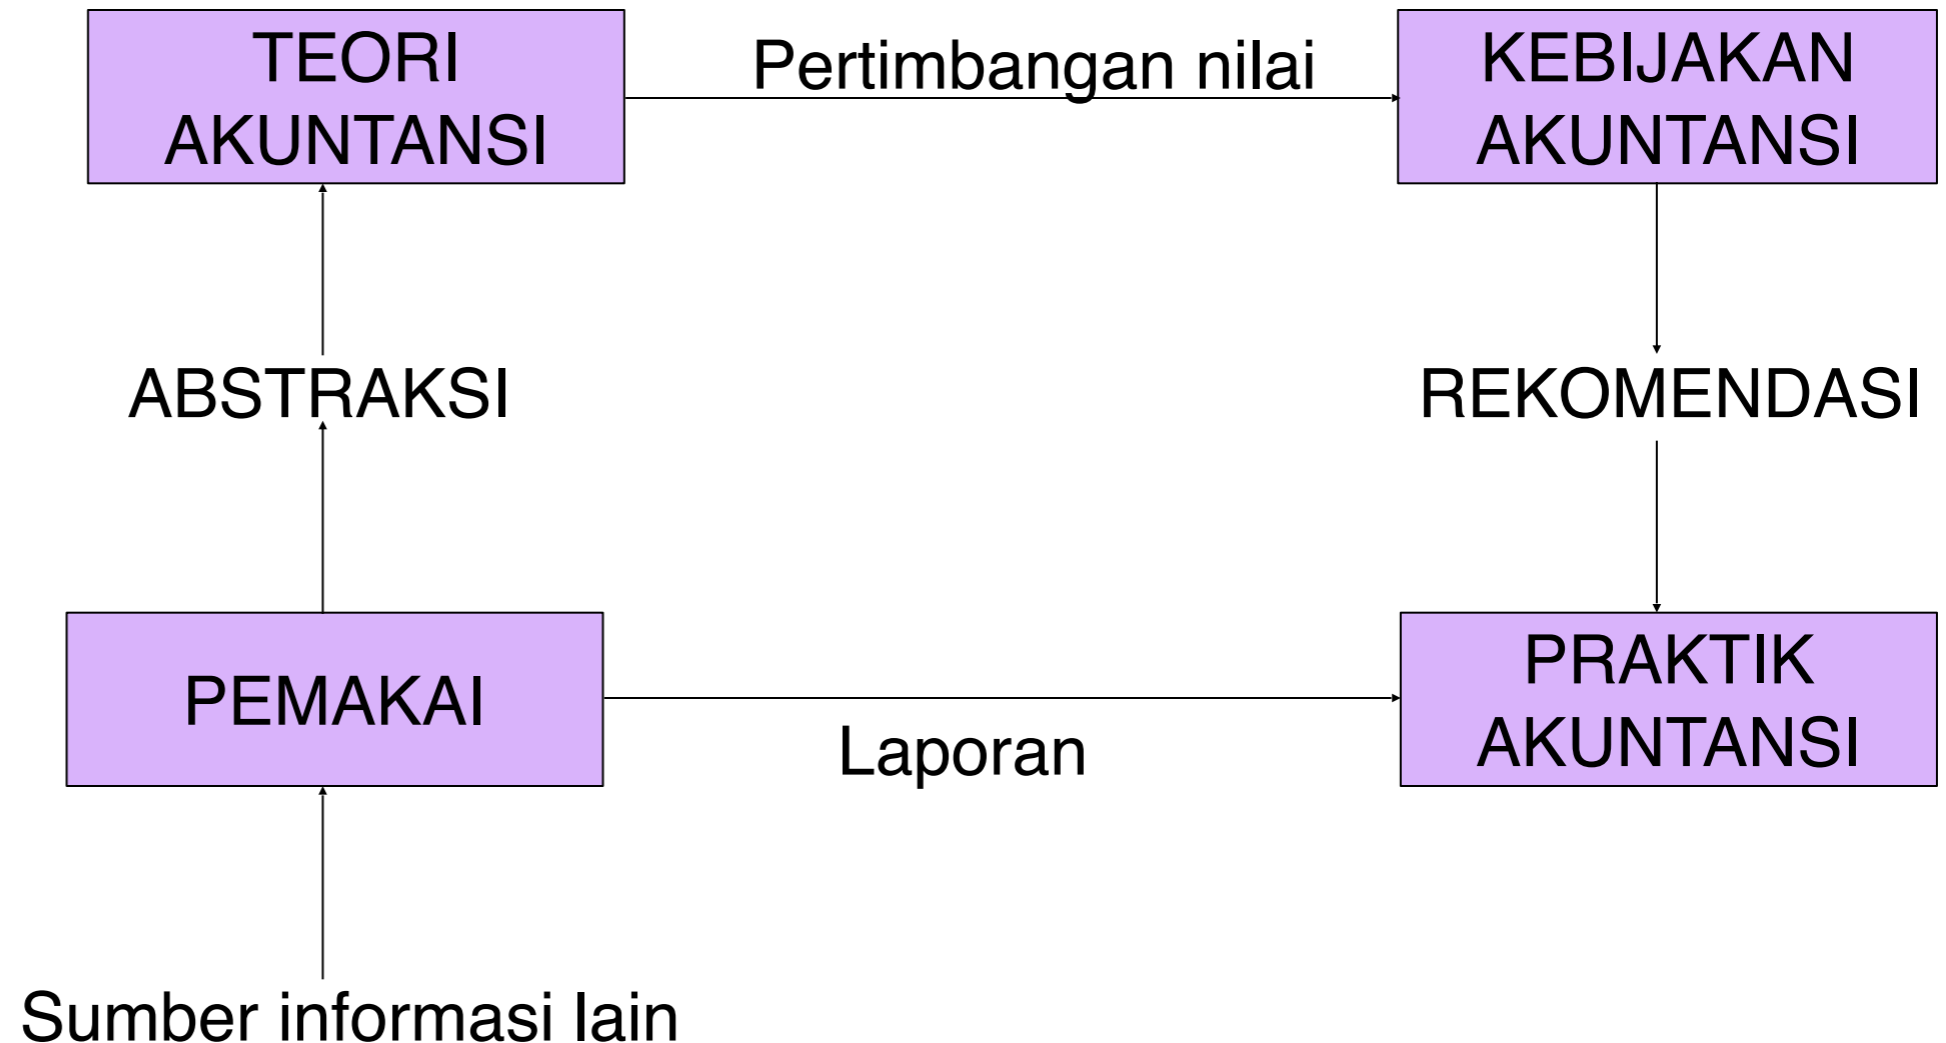 TEORI
AKUNTANSI
Pertimbangan nilai
KEBIJAKAN
AKUNTANSI
ABSTRAKSI
REKOMENDASI
PEMAKAI
Laporan
PRAKTIK
AKUNTANSI
Sumber informasi lain